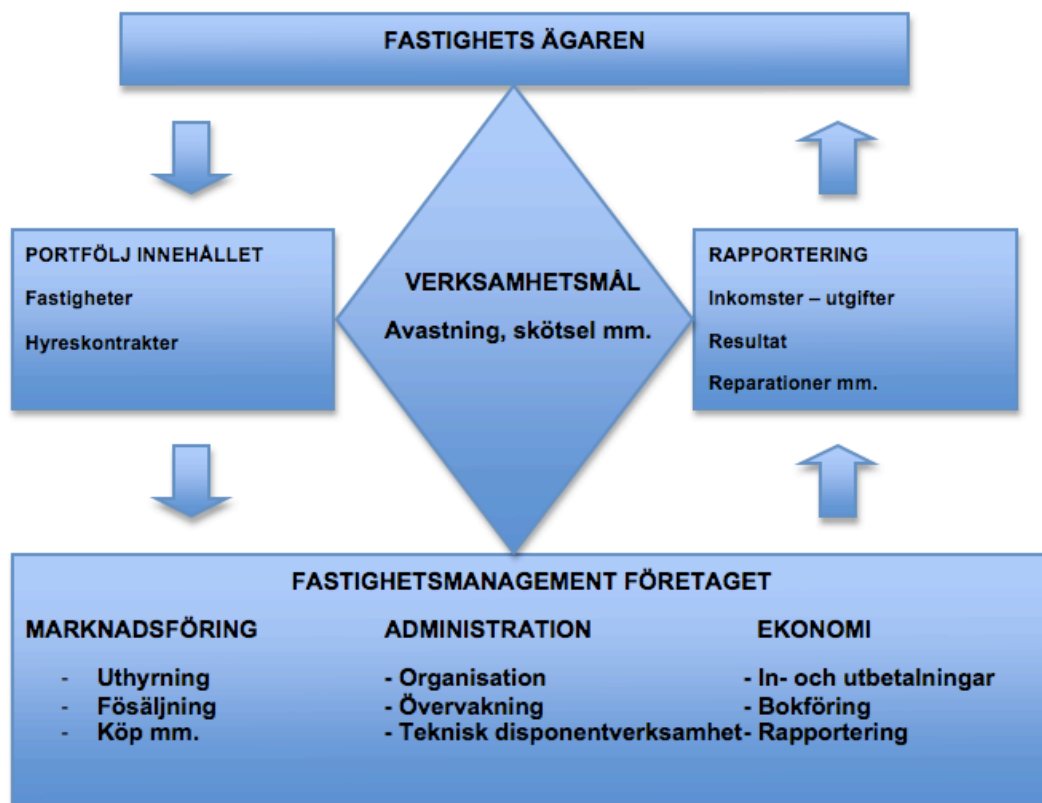 FASTIGHETS ÄGAREN
PORTFÖLJ INNEHÅLLET
Fastigheter
Hyreskontrakter
VERKSAMHETSMÅL
Avastning, skötsel mm.
RAPPORTERING
Inkomster – utgifter
Resultat
Reparationer mm.
FASTIGHETSMANAGEMENT FÖRETAGET
MARKNADSFÖRING
- Uthyrning
- Fösäljning
- Köp mm.
ADMINISTRATION
- Organisation
- Övervakning
- Teknisk disponentverksamhet
EKONOMI
- In- och utbetalningar
- Bokföring
- Rapportering